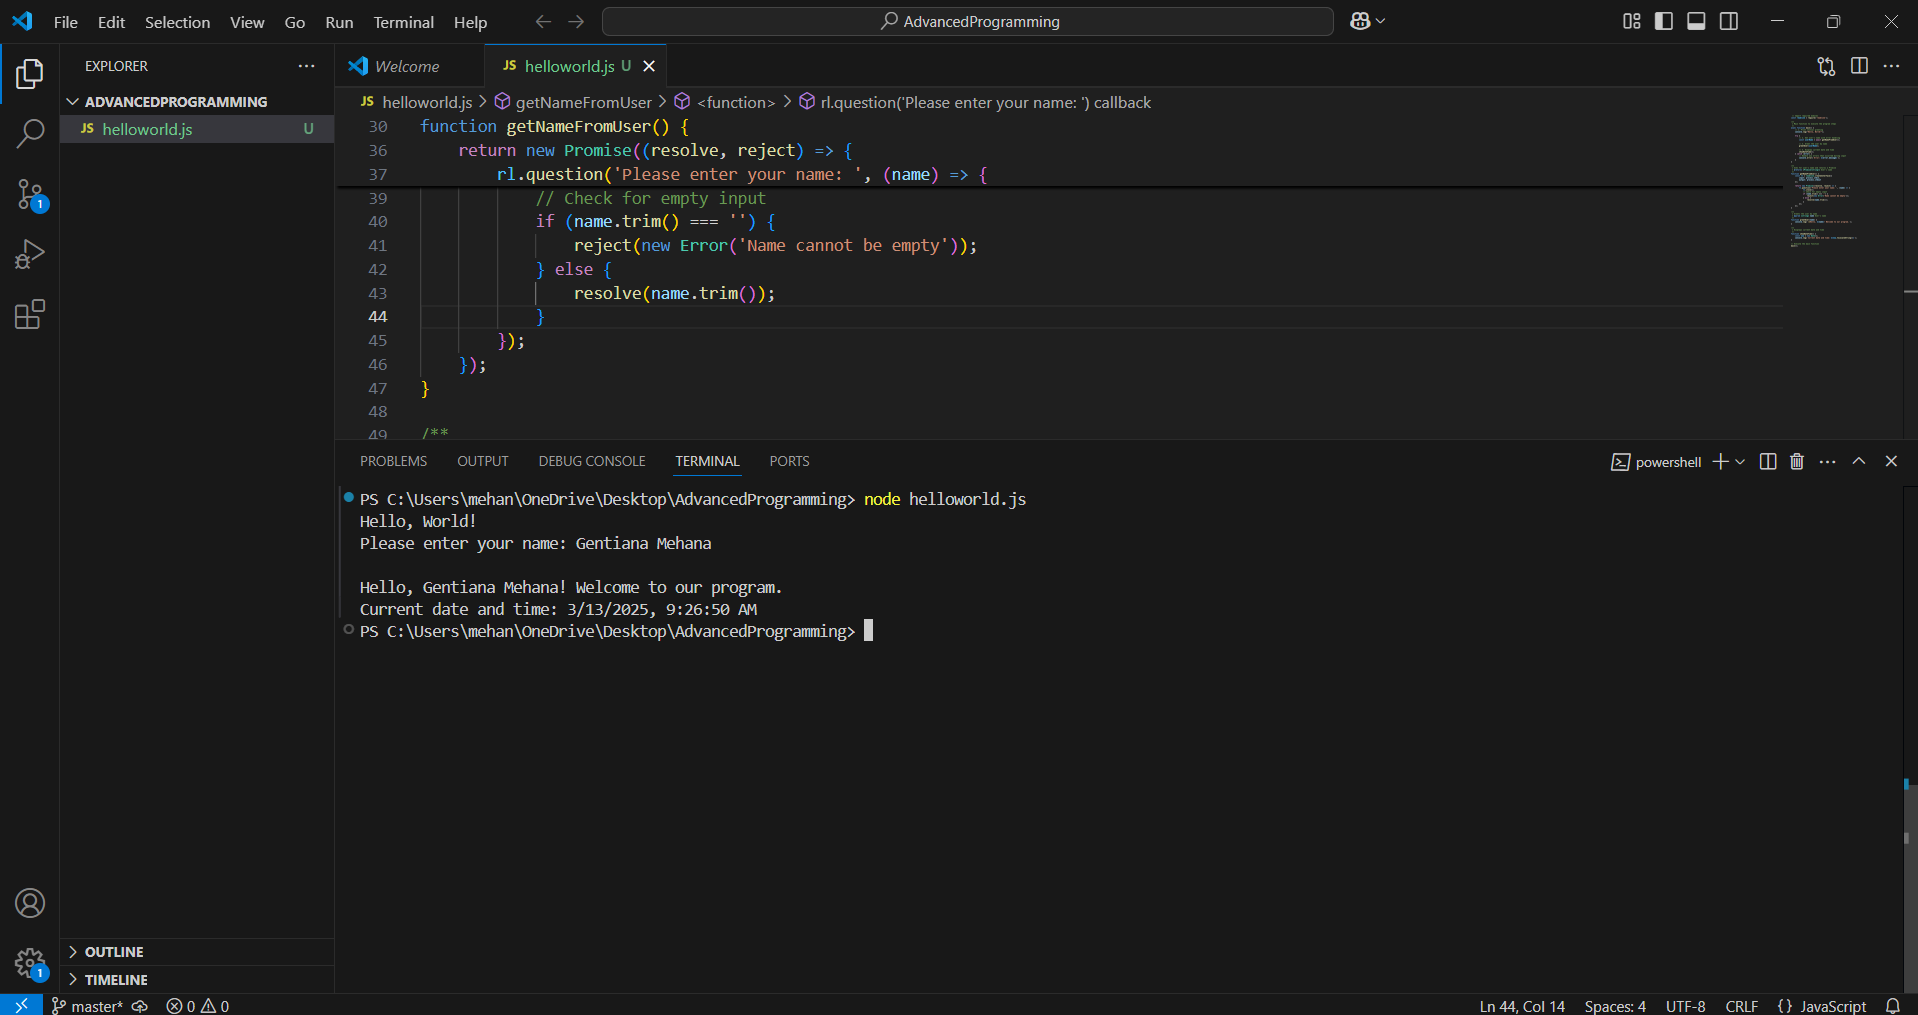 File Edit Selection View Go Run Terminal Help AdvancedProgramming
EXPLORER
ADVANCEDPROGRAMMING
JS helloworld.js U
OUTLINE
TIMELINE
Welcome JS helloworld.js U
JS helloworld.js > getNameFromUser > <function> > rl.question('Please enter your name: ') callback
30 function getNameFromUser() {
36 return new Promise((resolve, reject) => {
37 rl.question('Please enter your name: ', (name) => {
39 // Check for empty input
40 if (name.trim() === '') {
41 reject(new Error('Name cannot be empty'));
42 } else {
43 resolve(name.trim());
44 }
45 });
46 });
47 }
48
49 /**
PROBLEMS OUTPUT DEBUG CONSOLE TERMINAL PORTS powershell
PS C:\Users\mehan\OneDrive\Desktop\AdvancedProgramming> node helloworld.js
Hello, World!
Please enter your name: Gentiana Mehana
Hello, Gentiana Mehana! Welcome to our program.
Current date and time: 3/13/2025, 9:26:50 AM
PS C:\Users\mehan\OneDrive\Desktop\AdvancedProgramming>
1
1
master* 0 0 Ln 44, Col 14 Spaces: 4 UTF-8 CRLF {} JavaScript